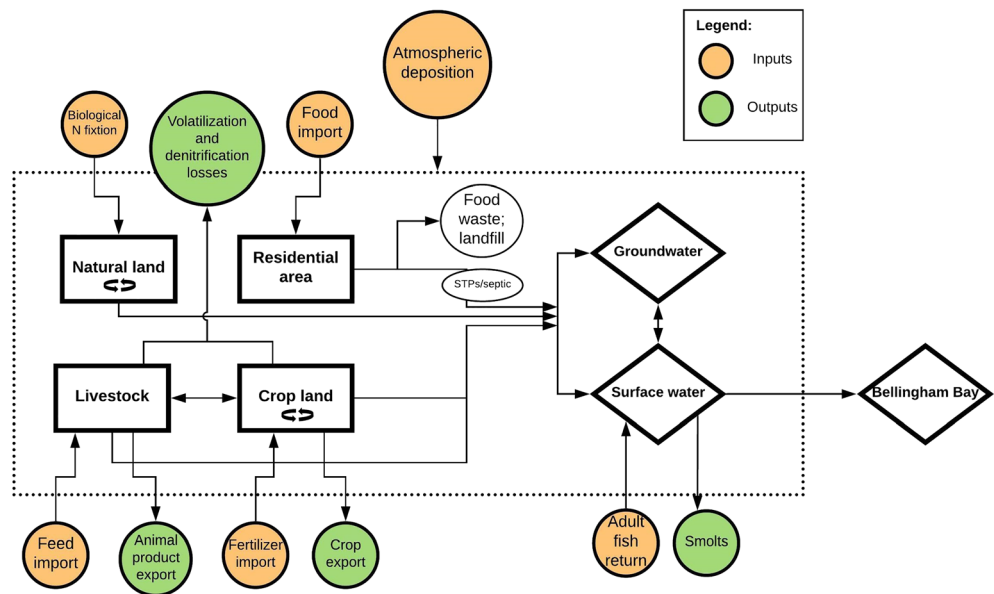 Legend:
Inputs
Outputs
Atmospheric
deposition
Biological
N fixtion
Volatilization
and
denitrification
losses
Food
import
Food
waste;
landfill
Natural land
Residential
area
STPs/septic
Groundwater
Livestock
Crop land
Surface water
Bellingham Bay
Feed
import
Animal
product
export
Fertilizer
import
Crop
export
Adult
fish
return
Smolts